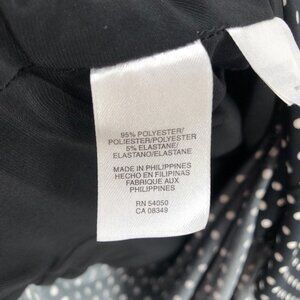 95% POLYESTER/
POLIESTER/POLYESTER
5% ELASTANE/
ELASTANO/ELASTANE
MADE IN PHILIPPINES
HECHO EN FILIPINAS
FABRIQUE AUX
PHILIPPINES
RN 54050
CA 08349